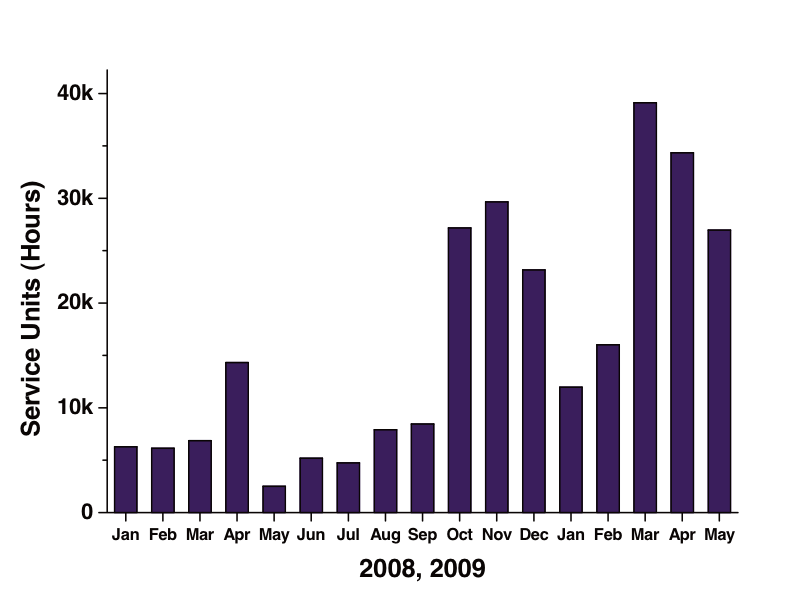 Service Units (Hours)
40k
30k
20k
10k
0
Jan Feb Mar Apr May Jun Jul Aug Sep Oct Nov Dec Jan Feb Mar Apr May
2008, 2009